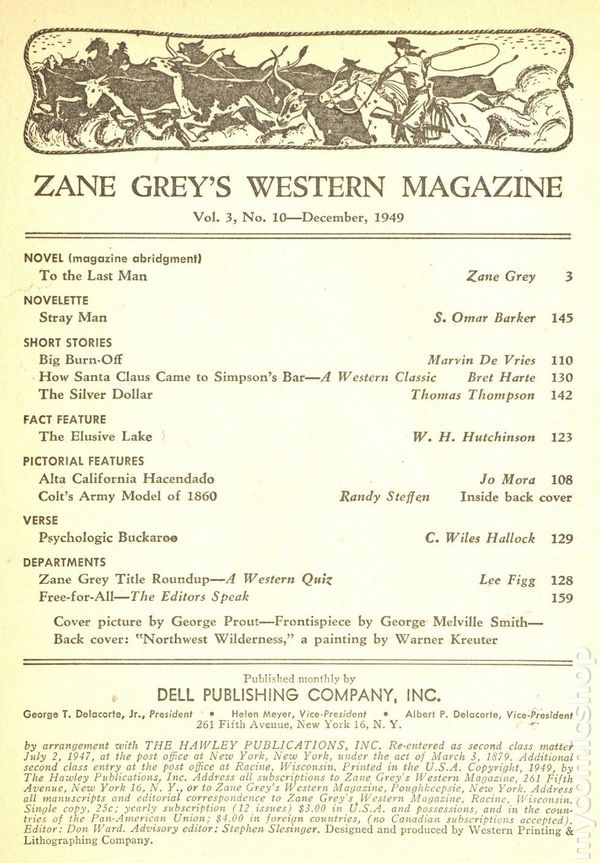 ZANE GREY'S WESTERN MAGAZINE
Vol. 3, No. 10—December, 1949
NOVEL (magazine abridgment)
To the Last Man Zane Grey 3
NOVELETTE
Stray Man S. Omar Barker 145
SHORT STORIES
Big Burn-Off Marvin De Vries 110
How Santa Claus Came to Simpson's Bar—A Western Classic Bret Harte 130
The Silver Dollar Thomas Thompson 142
FACT FEATURE
The Elusive Lake W. H. Hutchinson 123
PICTORIAL FEATURES
Alta California Hacendado Jo Mora 108
Colt's Army Model of 1860 Randy Steffen Inside back cover
VERSE
Psychologic Buckaroo C. Wiles Hallock 129
DEPARTMENTS
Zane Grey Title Roundup—A Western Quiz Lee Figg 128
Free-for-All—The Editors Speak 159
Cover picture by George Prout—Frontispiece by George Melville Smith—
Back cover: "Northwest Wilderness," a painting by Warner Kreuter
Published monthly by
DELL PUBLISHING COMPANY, INC.
George T. Delacorte, Jr., President • Helen Meyer, Vice-President • Albert P. Delacorte, Vice-President
261 Fifth Avenue, New York 16, N. Y.
by arrangement with THE HAWLEY PUBLICATIONS, INC. Re-entered as second class matter
July 2, 1947, at the post office at New York, New York, under the act of March 3, 1879. Additional
second class entry at the post office at Racine, Wisconsin. Printed in the U.S.A. Copyright, 1949, by
The Hawley Publications, Inc. Address all subscriptions to Zane Grey's Western Magazine, 261 Fifth
Avenue, New York 16, N. Y., or to Zane Grey's Western Magazine, Poughkeepsie, New York. Address
all manuscripts and editorial correspondence to Zane Grey's Western Magazine, Racine, Wisconsin.
Single copy, 25c; yearly subscription (12 issues) $3.00 in U.S.A. and possessions, and in the coun-
tries of the Pan-American Union; $4.00 in foreign countries, (no Canadian subscriptions accepted).
Editor: Don Ward. Advisory editor: Stephen Slesinger. Designed and produced by Western Printing &
Lithographing Company.
mycomicshop